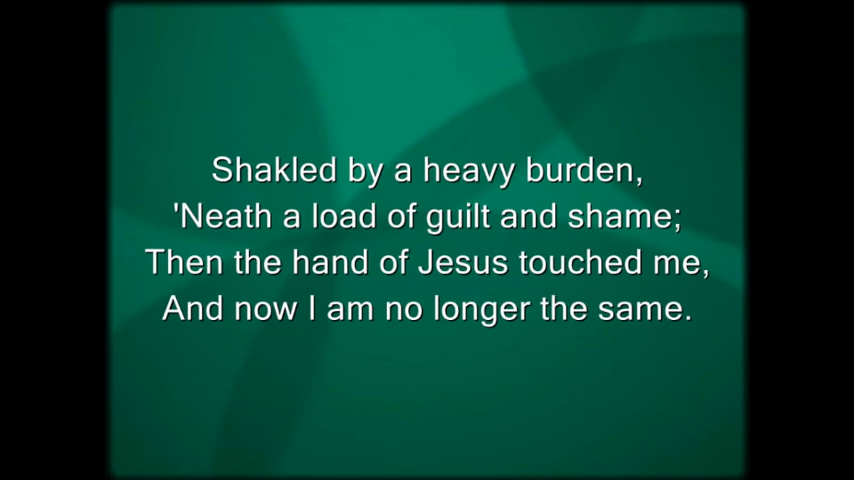 Shakled by a heavy burden,
'Neath a load of guilt and shame;
Then the hand of Jesus touched me,
And now I am no longer the same.